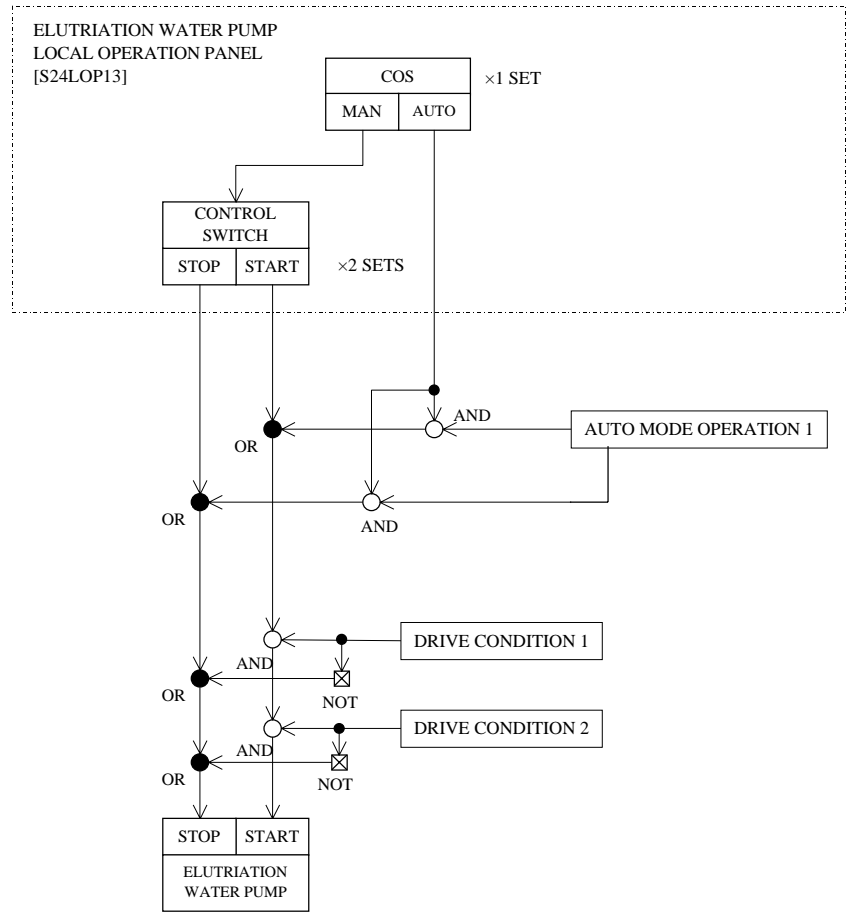 ELUTRIATION WATER PUMP
LOCAL OPERATION PANEL
[S24LOP13]
COS
×1 SET
MAN
AUTO
CONTROL
SWITCH
STOP
START
×2 SETS
AND
AUTO MODE OPERATION 1
OR
OR
AND
DRIVE CONDITION 1
AND
OR
NOT
DRIVE CONDITION 2
AND
OR
NOT
STOP
START
ELUTRIATION
WATER PUMP